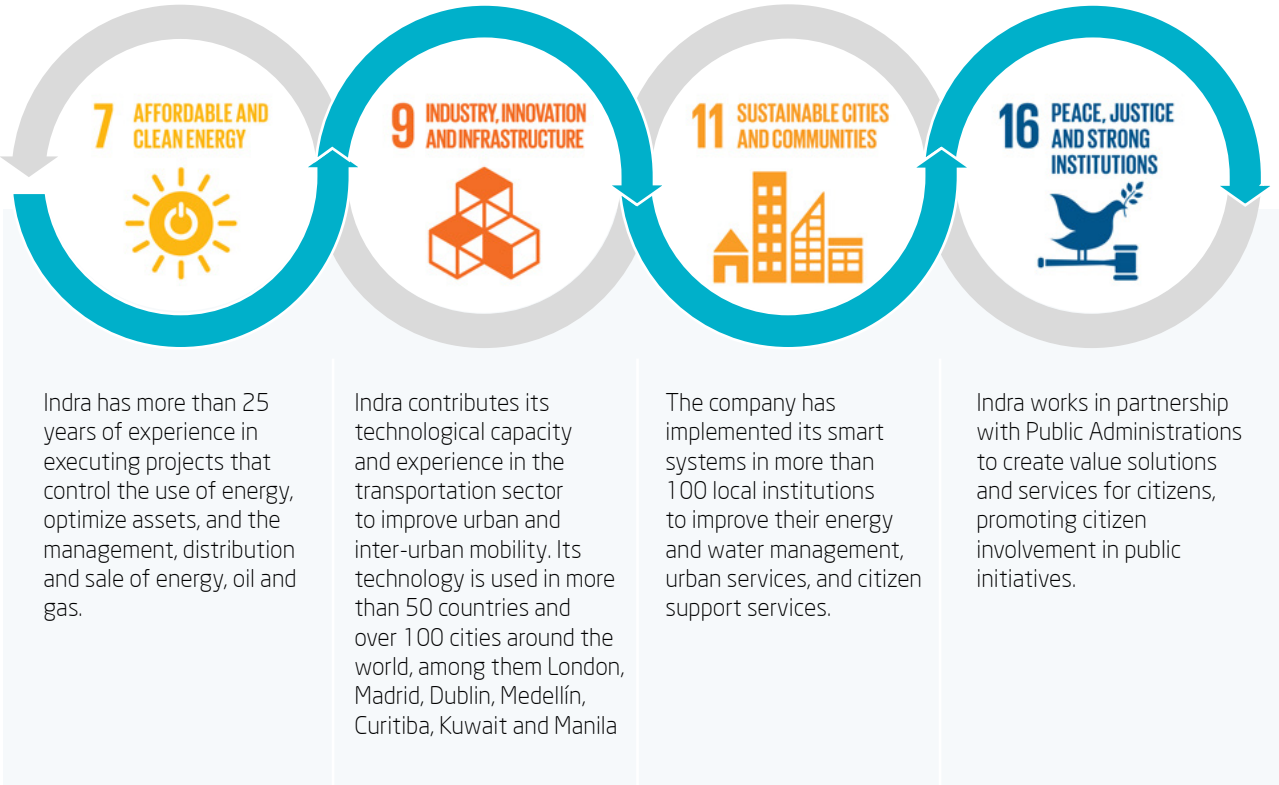 7 AFFORDABLE AND
CLEAN ENERGY
Indra has more than 25
years of experience in
executing projects that
control the use of energy,
optimize assets, and the
management, distribution
and sale of energy, oil and
gas.
9 INDUSTRY, INNOVATION
AND INFRASTRUCTURE
Indra contributes its
technological capacity
and experience in the
transportation sector
to improve urban and
inter-urban mobility. Its
technology is used in more
than 50 countries and
over 100 cities around the
world, among them London,
Madrid, Dublin, Medellín,
Curitiba, Kuwait and Manila
11 SUSTAINABLE CITIES
AND COMMUNITIES
The company has
implemented its smart
systems in more than
100 local institutions
to improve their energy
and water management,
urban services, and citizen
support services.
16 PEACE, JUSTICE
AND STRONG
INSTITUTIONS
Indra works in partnership
with Public Administrations
to create value solutions
and services for citizens,
promoting citizen
involvement in public
initiatives.